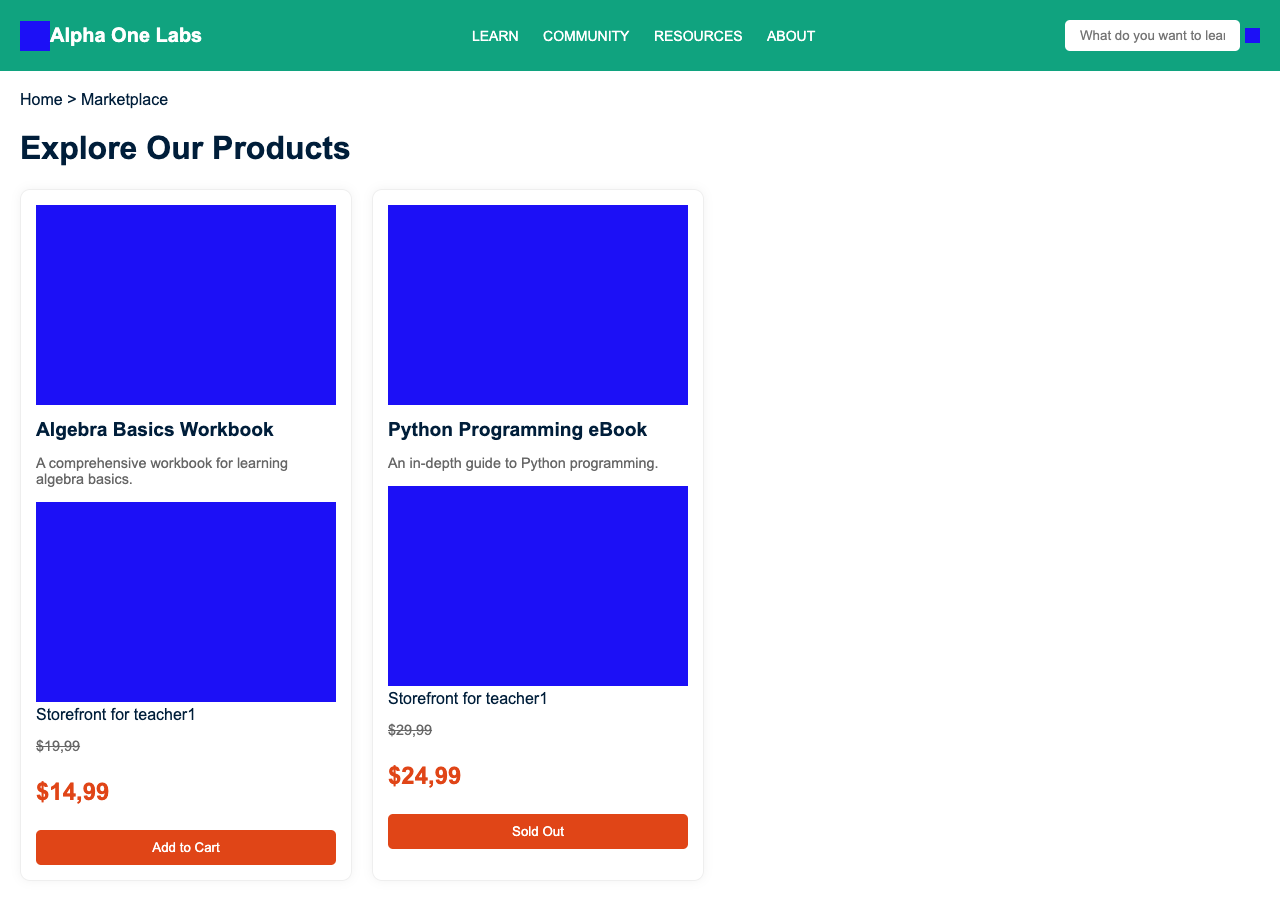 Alpha One Labs
LEARN COMMUNITY RESOURCES ABOUT
What do you want to lear
Home > Marketplace
Explore Our Products
Algebra Basics Workbook
A comprehensive workbook for learning
algebra basics.
Storefront for teacher1
$19,99
$14,99
Add to Cart
Python Programming eBook
An in-depth guide to Python programming.
Storefront for teacher1
$29,99
$24,99
Sold Out